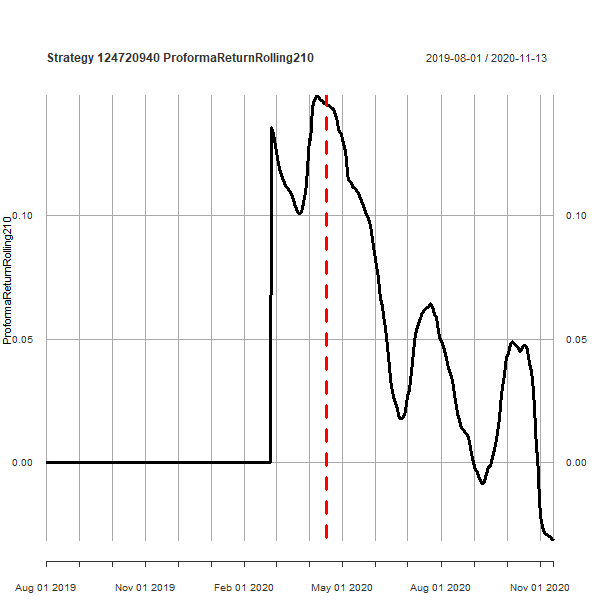 Strategy 124720940 ProformaReturnRolling210
2019-08-01 / 2020-11-13
ProformaReturnRolling210
0.10
0.10
0.05
0.05
0.00
0.00
Aug 01 2019
Nov 01 2019
Feb 01 2020
May 01 2020
Aug 01 2020
Nov 01 2020